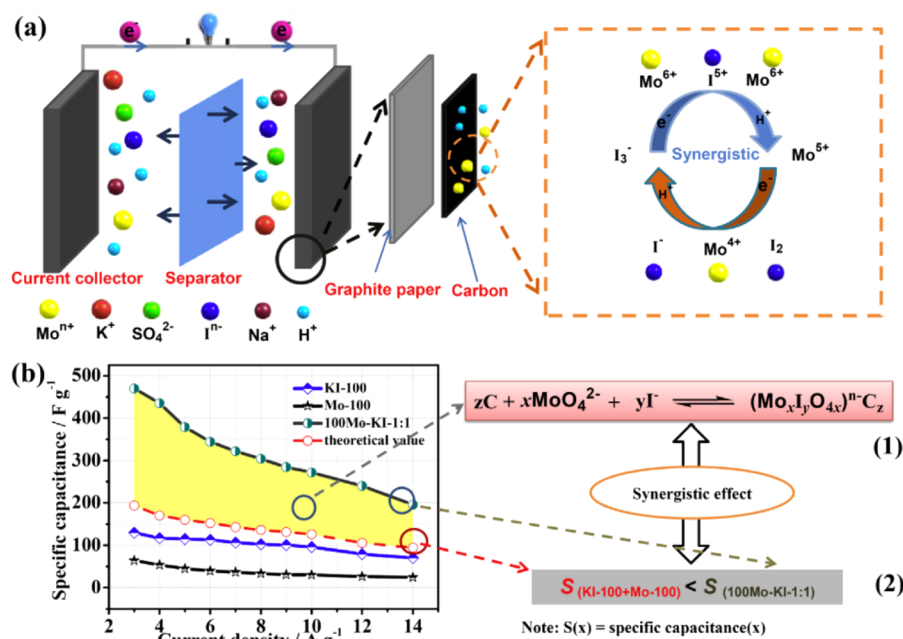 (a)
e⁻ e⁻
Current collector
Separator
Graphite paper
Carbon
Moⁿ⁺ K⁺ SO₄²⁻ Iⁿ⁻ Na⁺ H⁺
Mo⁶⁺ I⁵⁺ Mo⁶⁺
e⁻ H⁺
I₃⁻ Synergistic Mo⁵⁺
H⁺ e⁻
I⁻ Mo⁴⁺ I₂
(b)
Specific capacitance / F g⁻¹
500
400
300
200
100
0
KI-100
Mo-100
100Mo-KI-1:1
theoretical value
2 4 6 8 10 12 14
Current density / A g⁻¹
zC + xMoO₄²⁻ + yI⁻ ⇌ (MoₓIᵧO₄ₓ)ⁿ⁻C_z
(1)
Synergistic effect
S (KI-100+Mo-100) < S (100Mo-KI-1:1)
(2)
Note: S(x) = specific capacitance(x)